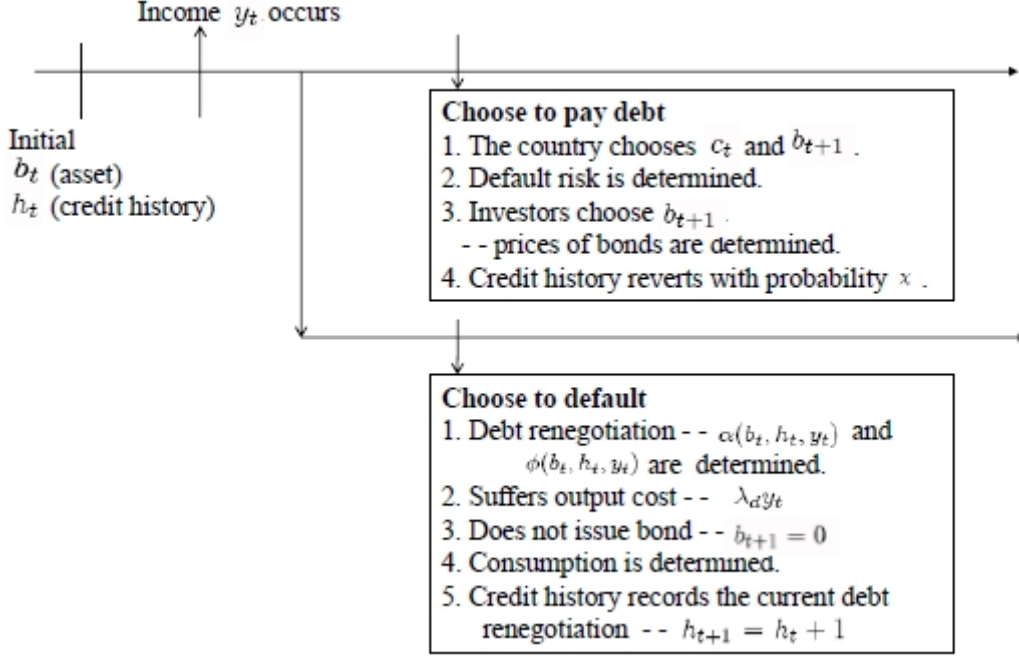 Income y_t occurs
Initial
b_t (asset)
h_t (credit history)
Choose to pay debt
1. The country chooses c_t and b_{t+1} .
2. Default risk is determined.
3. Investors choose b_{t+1}
- - prices of bonds are determined.
4. Credit history reverts with probability x .
Choose to default
1. Debt renegotiation - - α(b_t, h_t, y_t) and
ϕ(b_t, h_t, y_t) are determined.
2. Suffers output cost - - λ_d y_t
3. Does not issue bond - - b_{t+1} = 0
4. Consumption is determined.
5. Credit history records the current debt
renegotiation - - h_{t+1} = h_t + 1